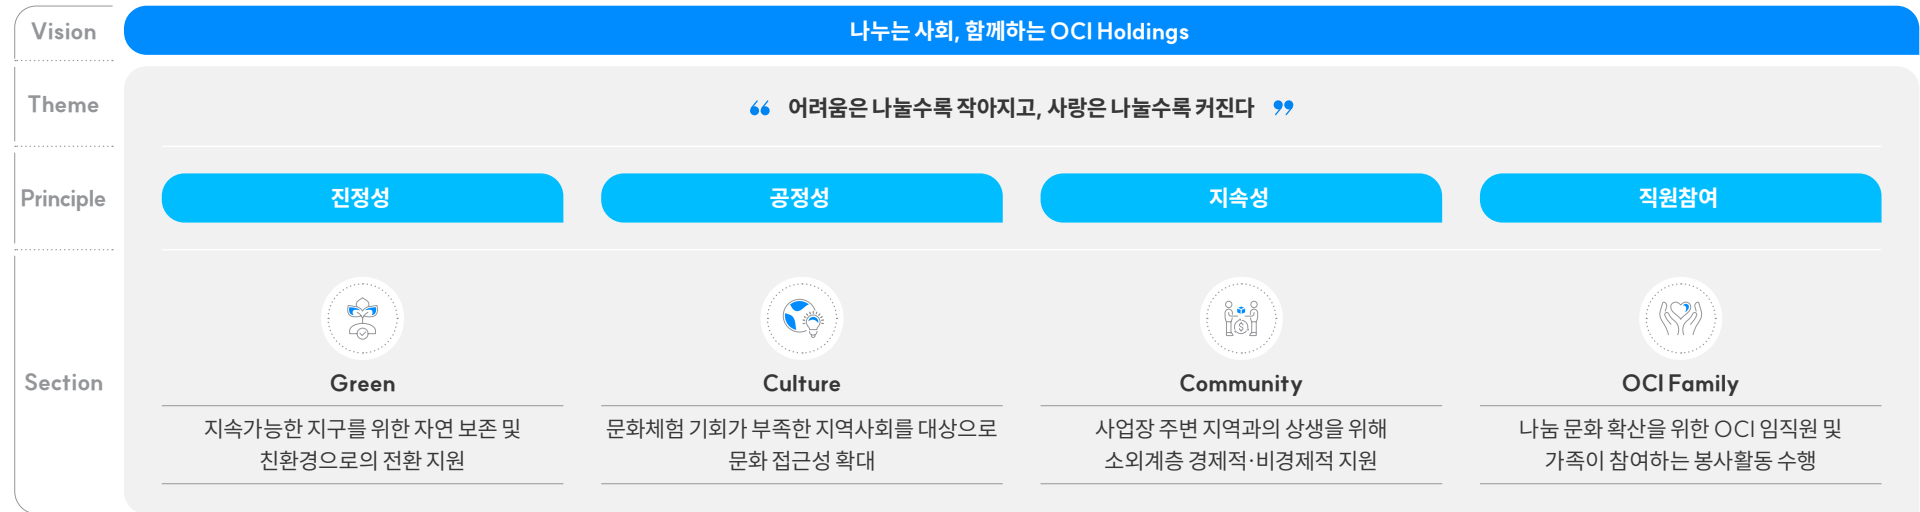 Vision
나누는 사회, 함께하는 OCI Holdings
Theme
“ 어려움은 나눌수록 작아지고, 사랑은 나눌수록 커진다 ”
Principle
진정성
공정성
지속성
직원참여
Section
Green
지속가능한 지구를 위한 자연 보존 및
친환경으로의 전환 지원
Culture
문화체험 기회가 부족한 지역사회를 대상으로
문화 접근성 확대
Community
사업장 주변 지역과의 상생을 위해
소외계층 경제적·비경제적 지원
OCI Family
나눔 문화 확산을 위한 OCI 임직원 및
가족이 참여하는 봉사활동 수행